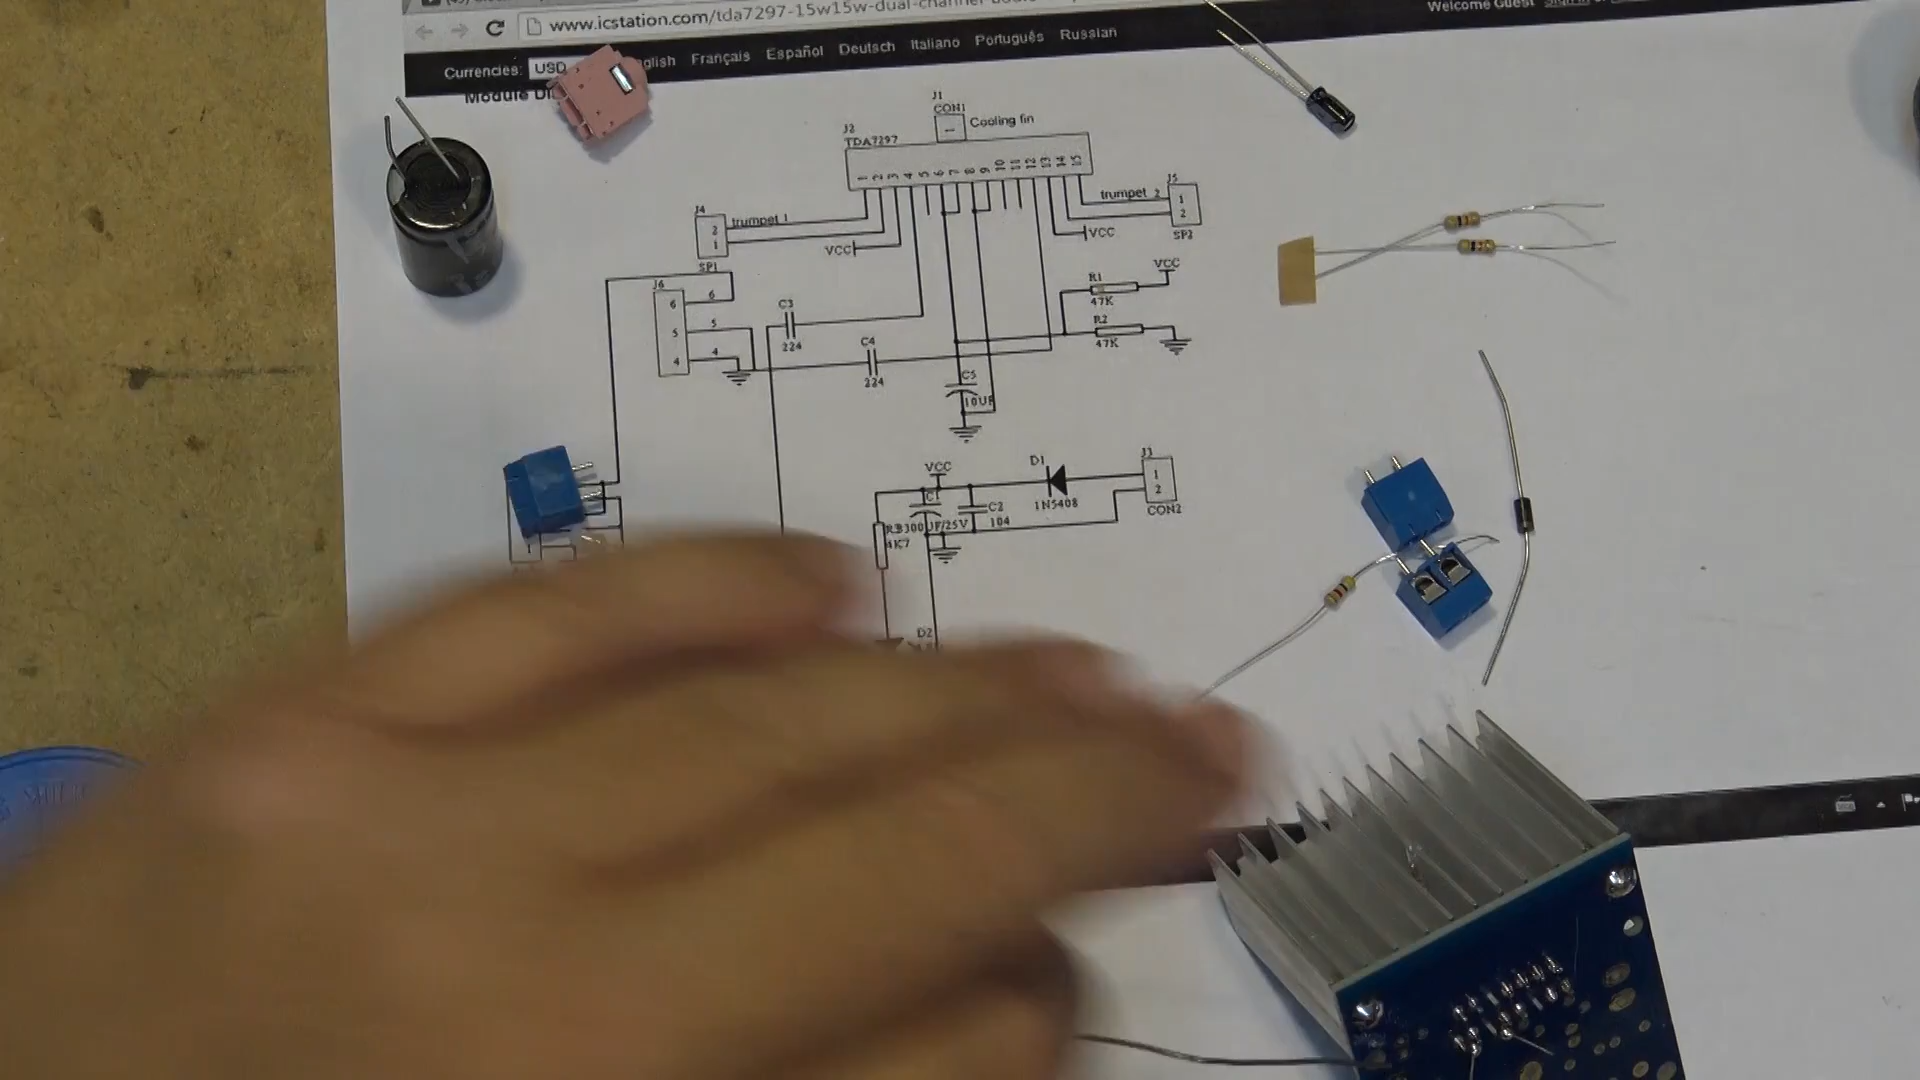 www.icstation.com/tda7297-15w15w-dual-channel-
Welcome Guest
Currencies: USD
Français Español Deutsch Italiano Português Russian
Module
J1
CON1
1
Cooling fin
J2
TDA7297
1 2 3 4 5 6 7 8 9 10 11 12 13 14 15
J4
trumpet 1
2
1
SP1
VCC
trumpet 2
J5
1
2
SP2
VCC
J6
6 6
5 5
4 4
C3
224
C4
224
R1
47K
VCC
R2
47K
C5
10UF
VCC
C1
C2
104
D1
1N5408
J3
1
2
CON2
4K7
D2
1